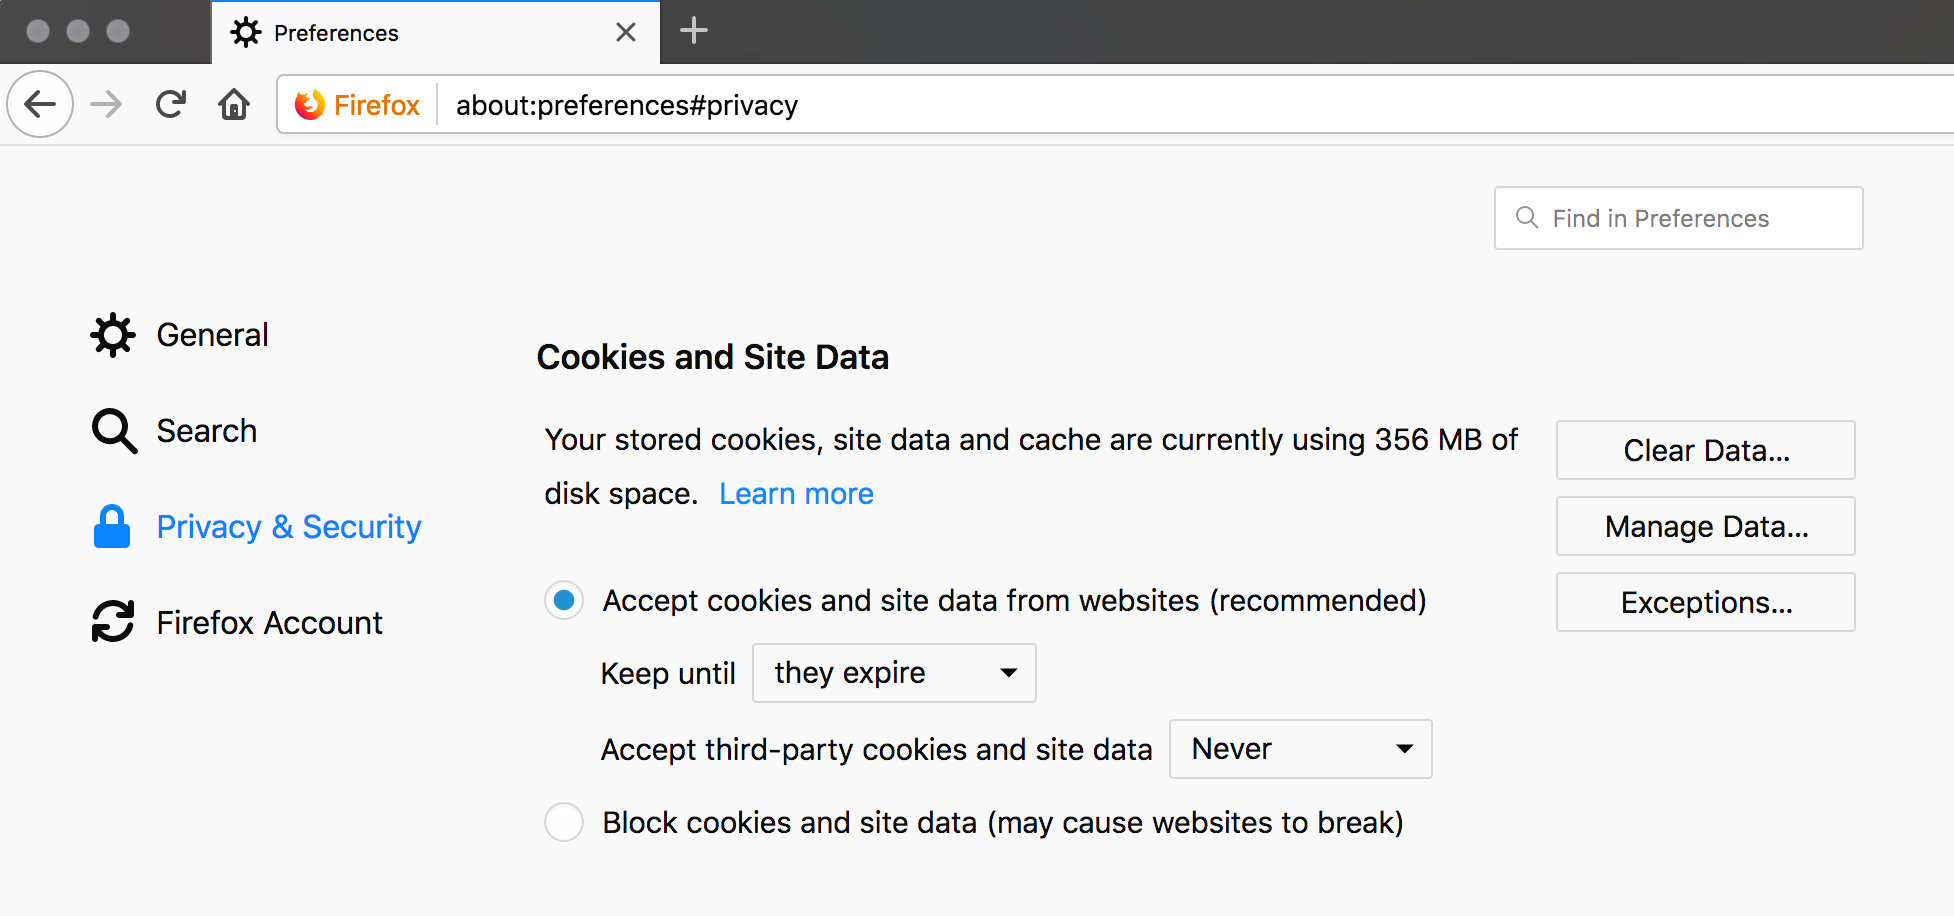 Preferences
Firefox
about:preferences#privacy
Find in Preferences
General
Search
Privacy & Security
Firefox Account
Cookies and Site Data
Your stored cookies, site data and cache are currently using 356 MB of
disk space. Learn more
Clear Data...
Manage Data...
Exceptions...
Accept cookies and site data from websites (recommended)
Keep until they expire
Accept third-party cookies and site data Never
Block cookies and site data (may cause websites to break)